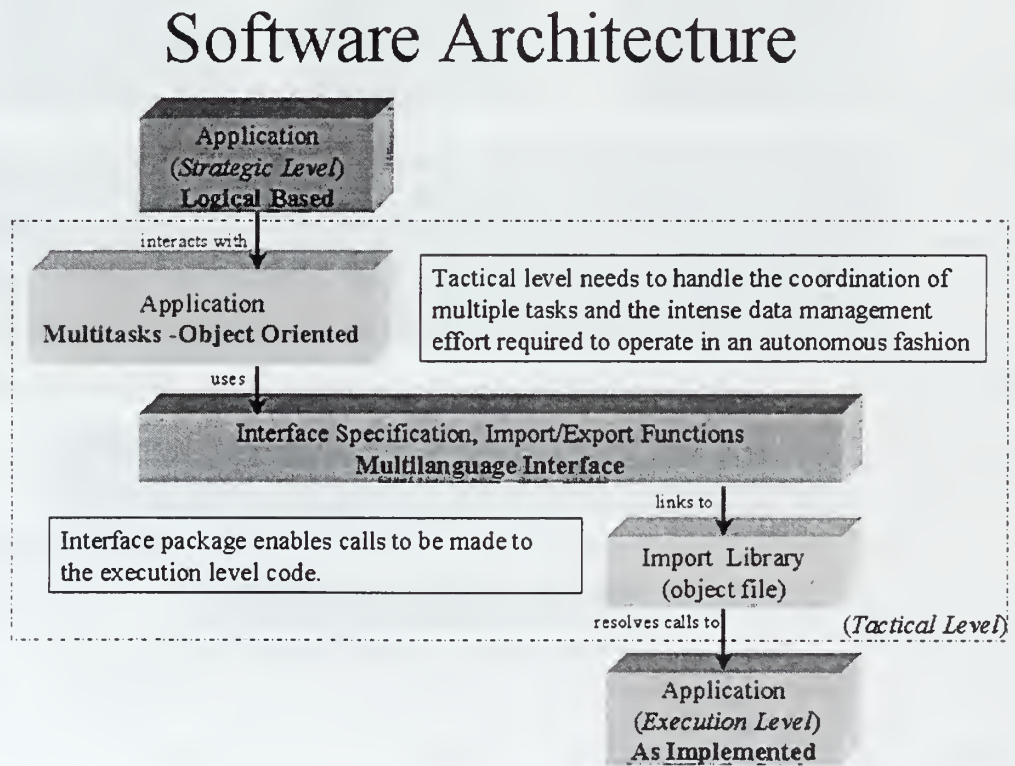 Software Architecture
Application
(Strategic Level)
Logical Based
interacts with
Application
Multitasks -Object Oriented
Tactical level needs to handle the coordination of
multiple tasks and the intense data management
effort required to operate in an autonomous fashion
uses
Interface Specification, Import/Export Functions
Multilanguage Interface
links to
Interface package enables calls to be made to
the execution level code.
Import Library
(object file)
resolves calls to
(Tactical Level)
Application
(Execution Level)
As Implemented